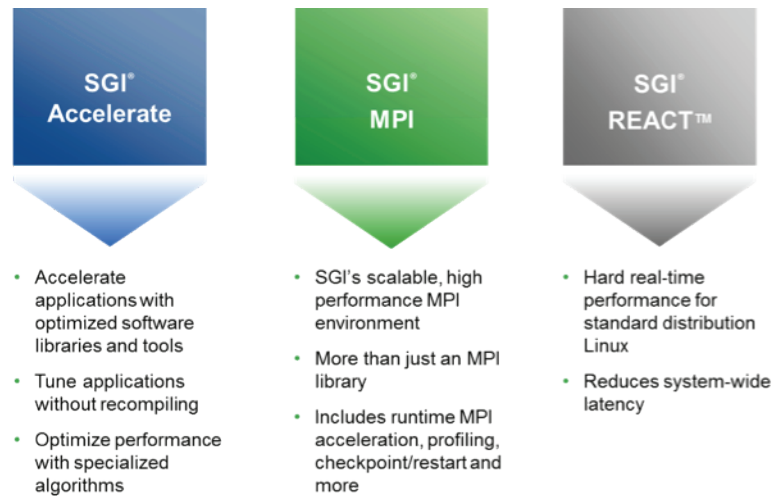 SGI®
Accelerate
• Accelerate
applications with
optimized software
libraries and tools
• Tune applications
without recompiling
• Optimize performance
with specialized
algorithms
SGI®
MPI
• SGI's scalable, high
performance MPI
environment
• More than just an MPI
library
• Includes runtime MPI
acceleration, profiling,
checkpoint/restart and
more
SGI®
REACT™
• Hard real-time
performance for
standard distribution
Linux
• Reduces system-wide
latency